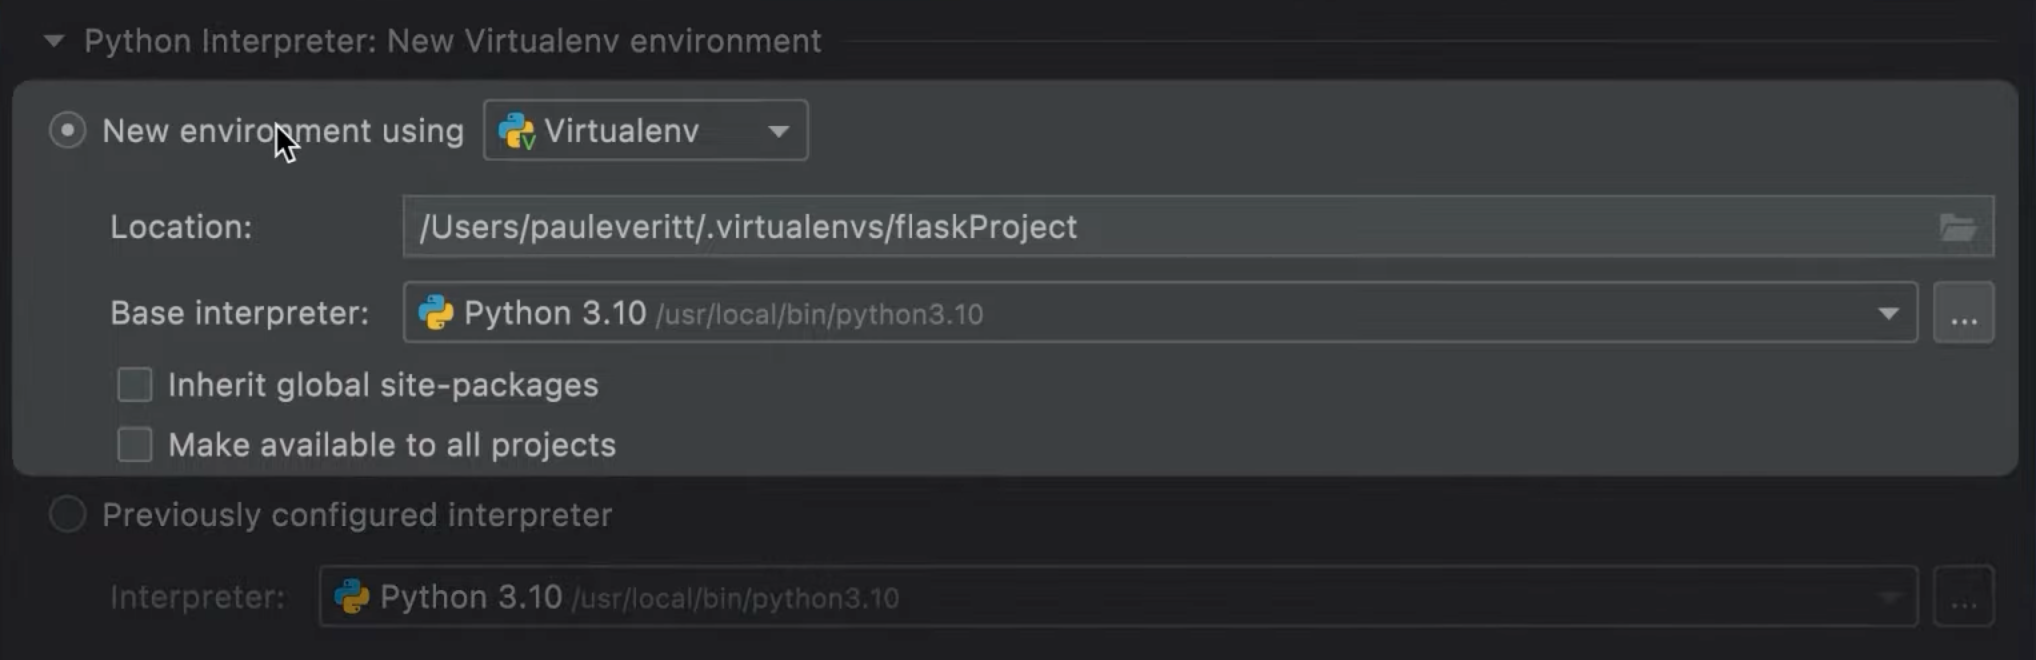 Python Interpreter: New Virtualenv environment
New environment using Virtualenv
Location: /Users/pauleveritt/.virtualenvs/flaskProject
Base interpreter: Python 3.10 /usr/local/bin/python3.10 ...
Inherit global site-packages
Make available to all projects
Previously configured interpreter
Interpreter: Python 3.10 /usr/local/bin/python3.10 ...